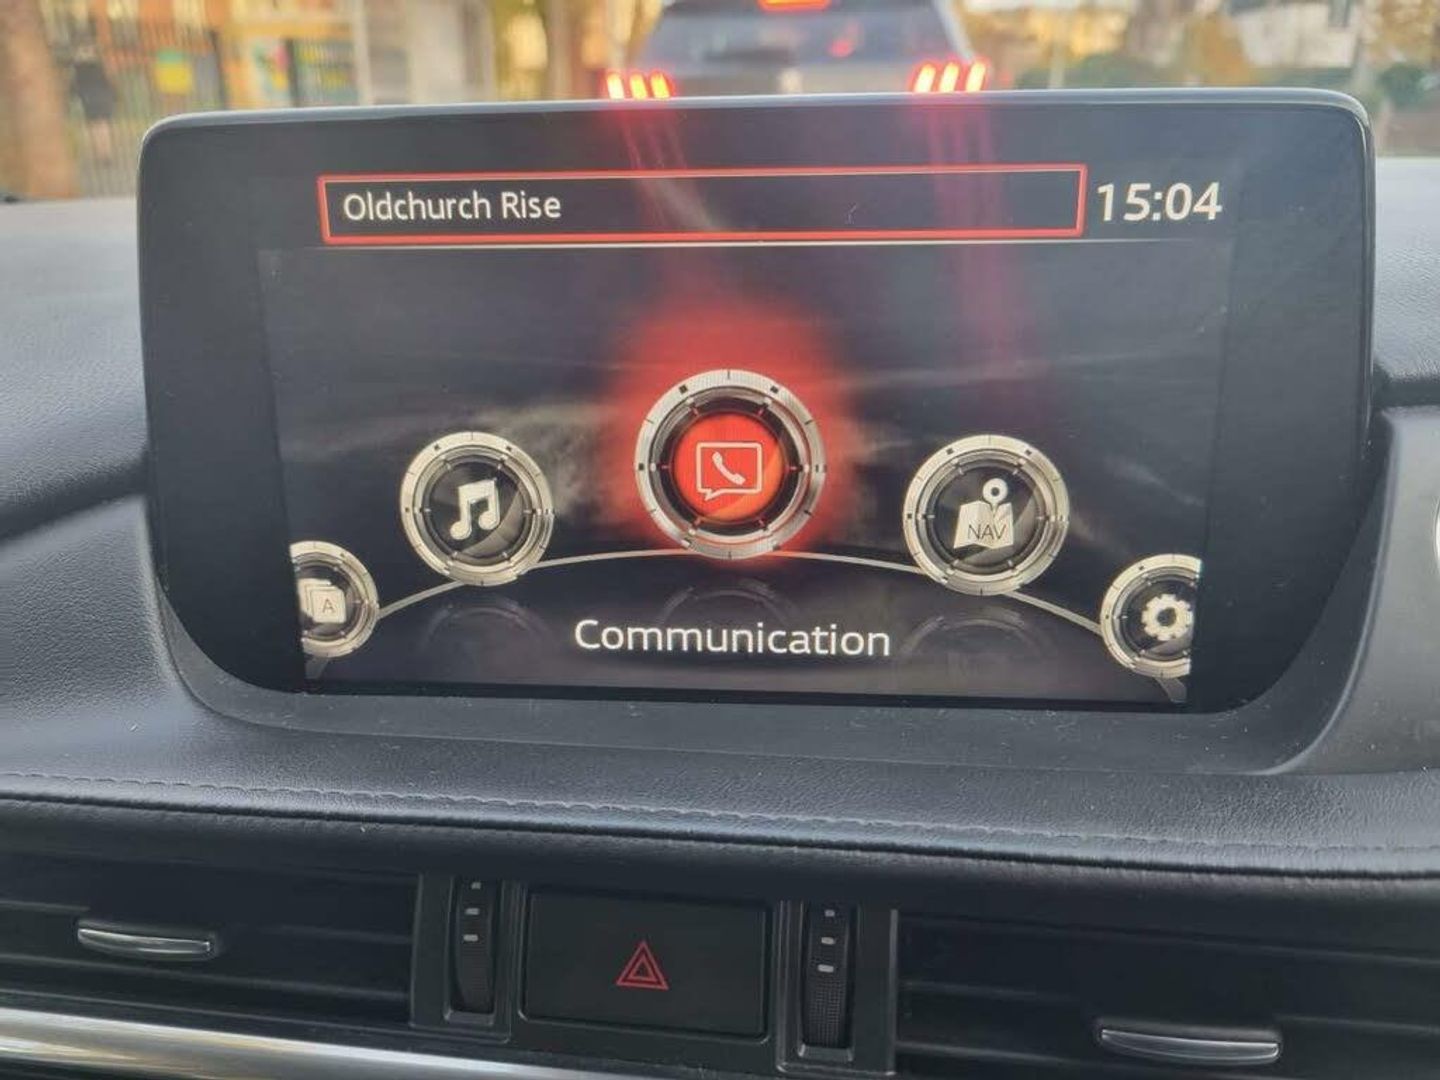 Oldchurch Rise
15:04
NAV
A
Communication